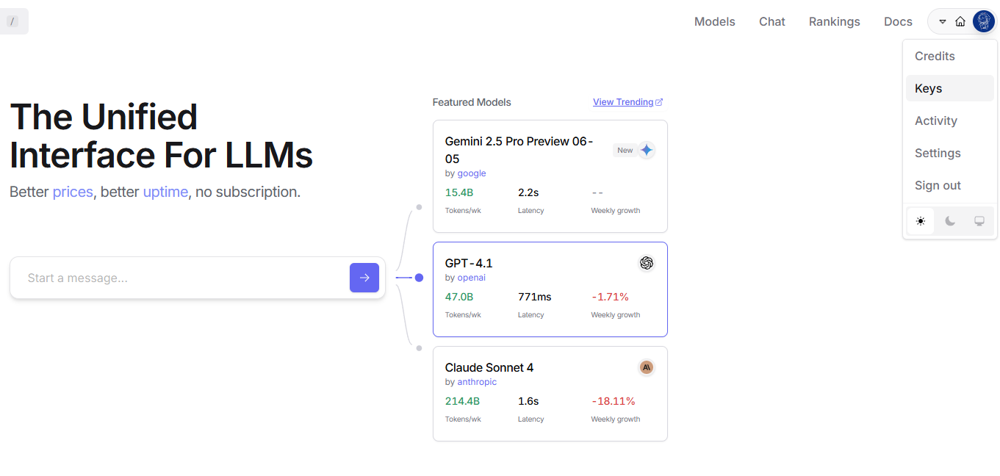 /
Models Chat Rankings Docs
Credits
Keys
Activity
Settings
Sign out
The Unified
Interface For LLMs
Better prices, better uptime, no subscription.
Start a message...
Featured Models View Trending
Gemini 2.5 Pro Preview 06-
05
New
by google
15.4B 2.2s --
Tokens/wk Latency Weekly growth
GPT-4.1
by openai
47.0B 771ms -1.71%
Tokens/wk Latency Weekly growth
Claude Sonnet 4
by anthropic
214.4B 1.6s -18.11%
Tokens/wk Latency Weekly growth